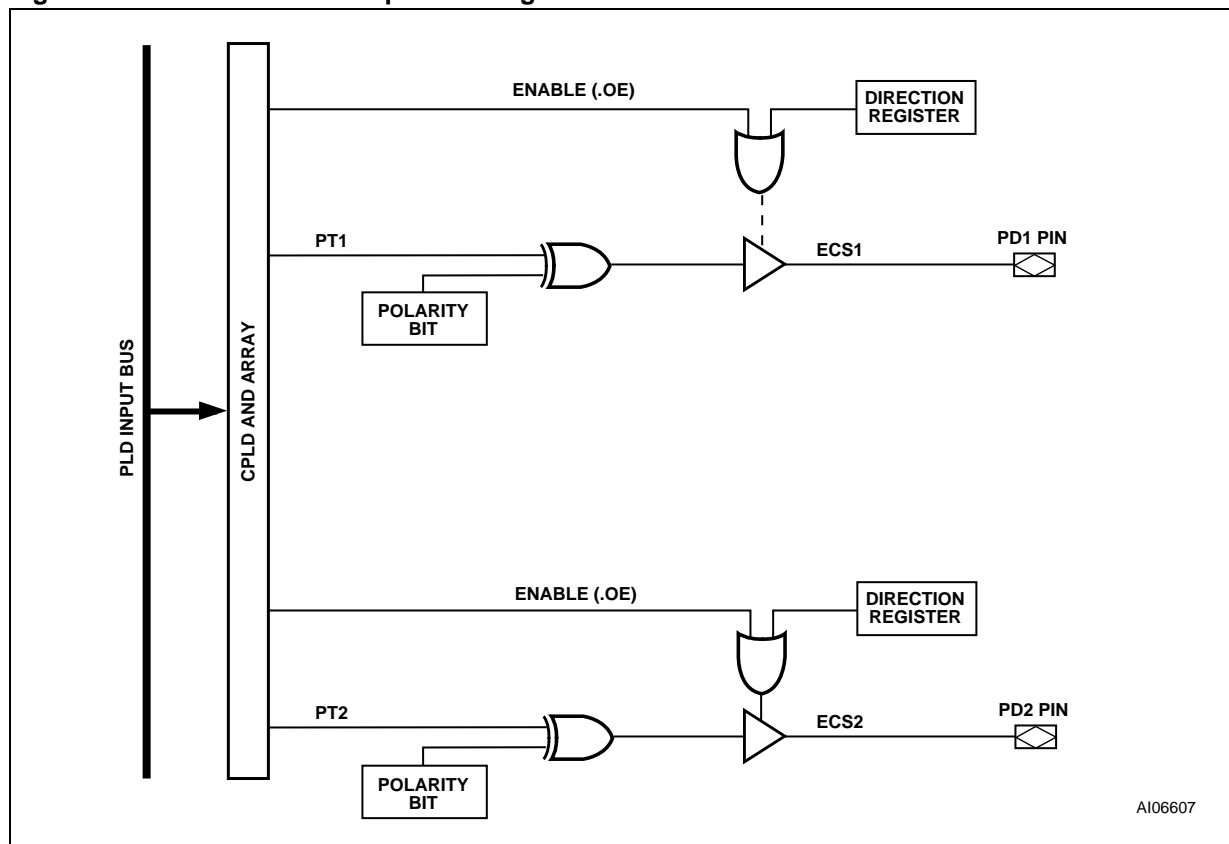 ENABLE (.OE)
DIRECTION
REGISTER
PT1
ECS1
PD1 PIN
POLARITY
BIT
PLD INPUT BUS
CPLD AND ARRAY
ENABLE (.OE)
DIRECTION
REGISTER
PT2
ECS2
PD2 PIN
POLARITY
BIT
AI06607